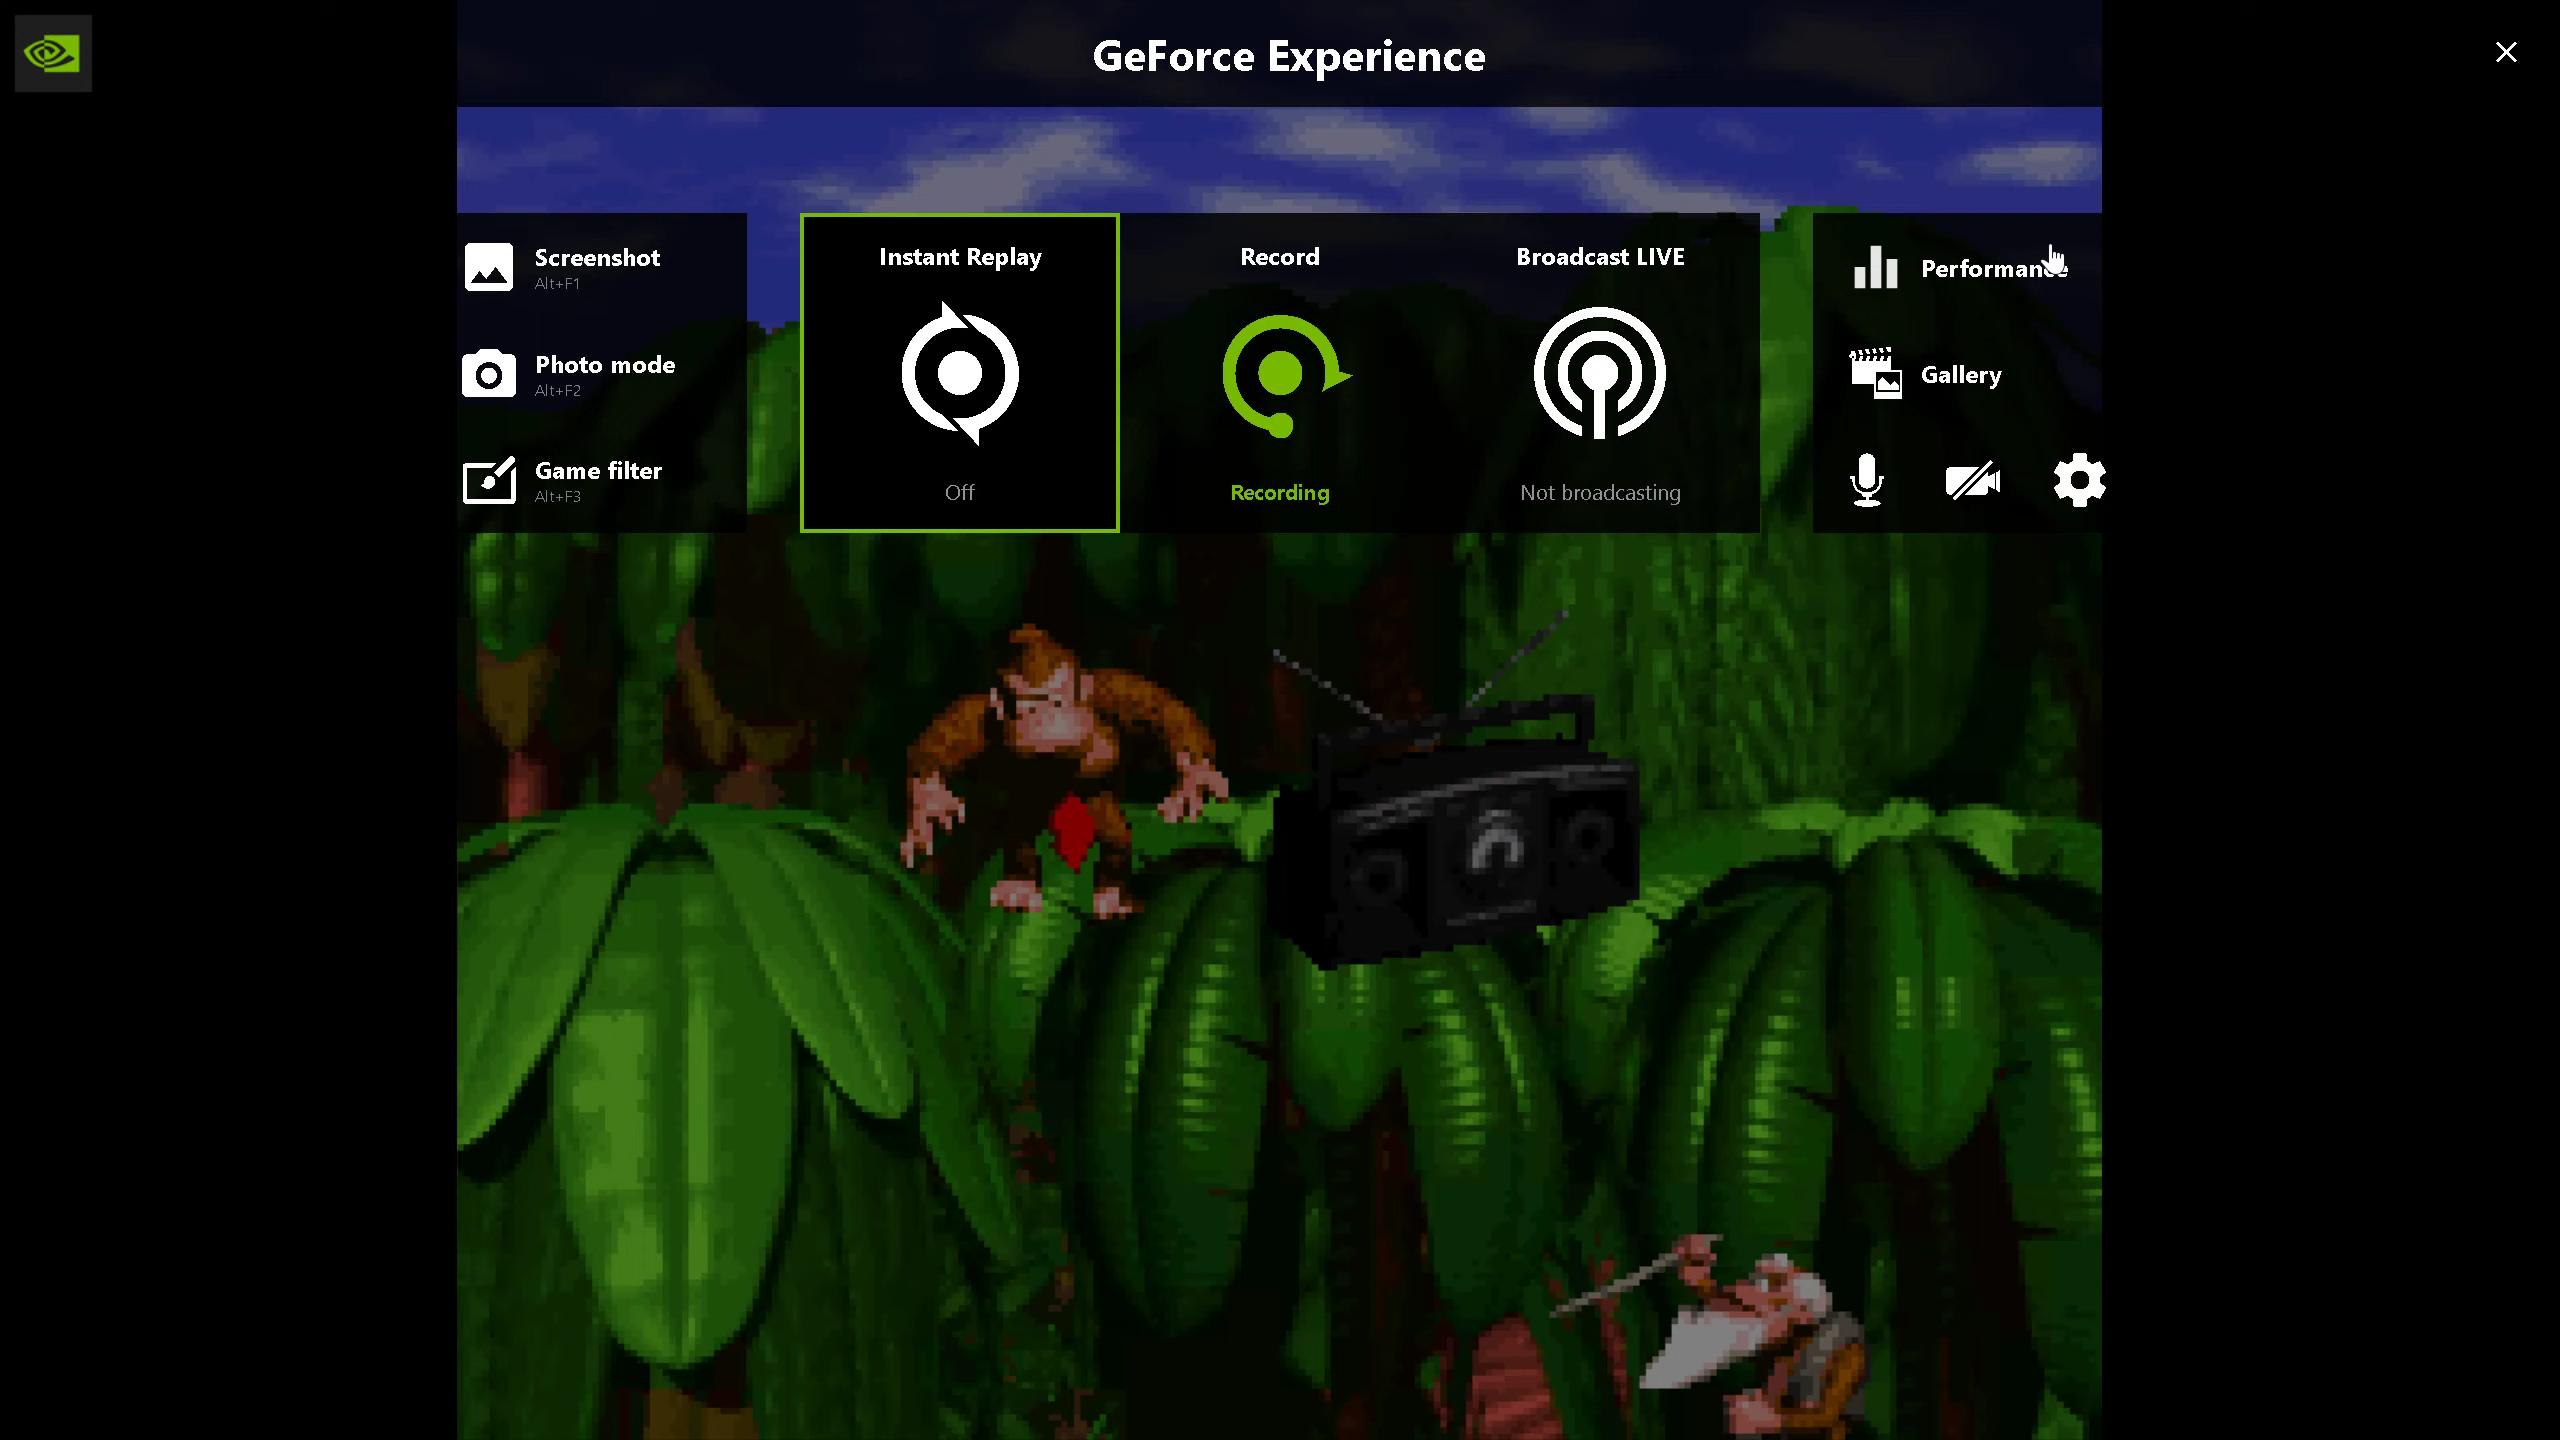 GeForce Experience
Screenshot
Alt+F1
Photo mode
Alt+F2
Game filter
Alt+F3
Instant Replay
Off
Record
Recording
Broadcast LIVE
Not broadcasting
Performance
Gallery